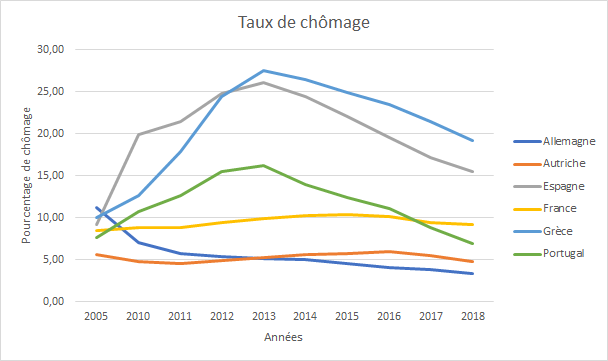 Taux de chômage
Pourcentage de chômage
30,00
25,00
20,00
15,00
10,00
5,00
0,00
2005 2010 2011 2012 2013 2014 2015 2016 2017 2018
Années
Allemagne
Autriche
Espagne
France
Grèce
Portugal